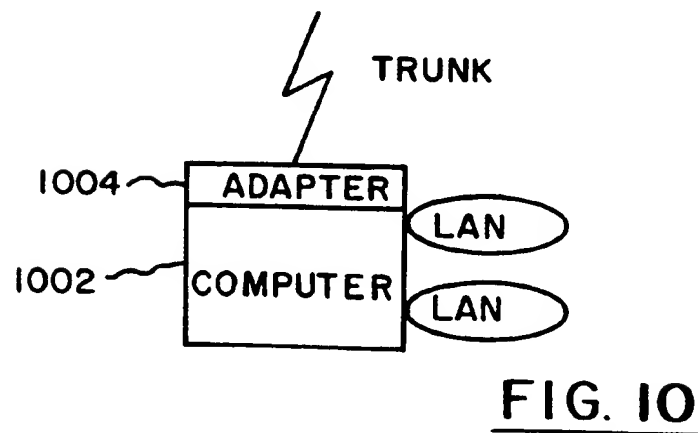 TRUNK
1004
ADAPTER
LAN
1002
COMPUTER
LAN
FIG. 10